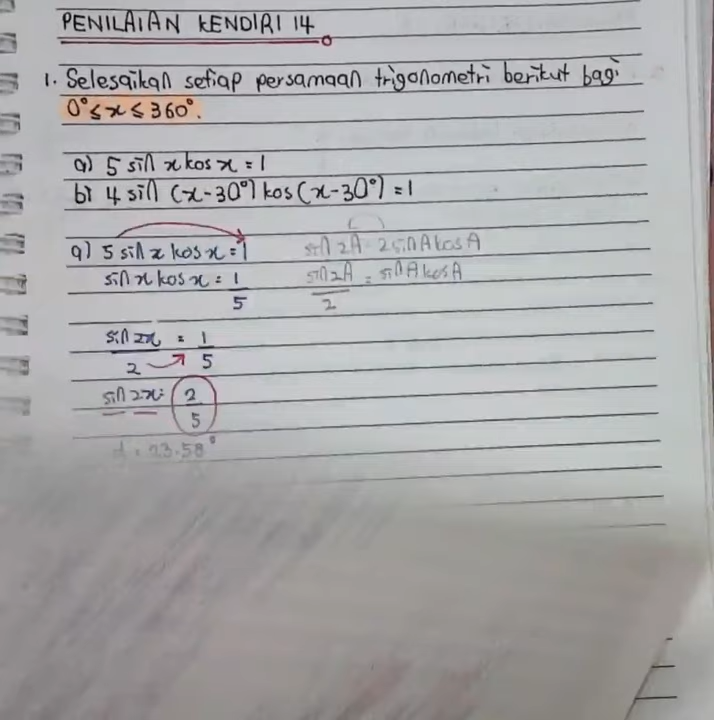 PENILAIAN KENDIRI 14
1. Selesaikan setiap persamaan trigonometri berikut bagi
0° ≤ x ≤ 360°.
a) 5 sin x kos x = 1
b) 4 sin (x - 30°) kos (x - 30°) = 1
a) 5 sin x kos x = 1
sin 2A = 2 sin A kos A
sin x kos x = 1/5
sin 2A/2 = sin A kos A
sin 2x/2 = 1/5
sin 2x = 2/5
= 23.58°